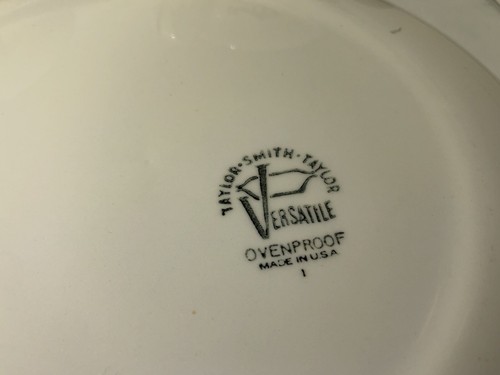 TAYLOR·SMITH·TAYLOR
VERSATILE
OVENPROOF
MADE IN U.S.A.
1